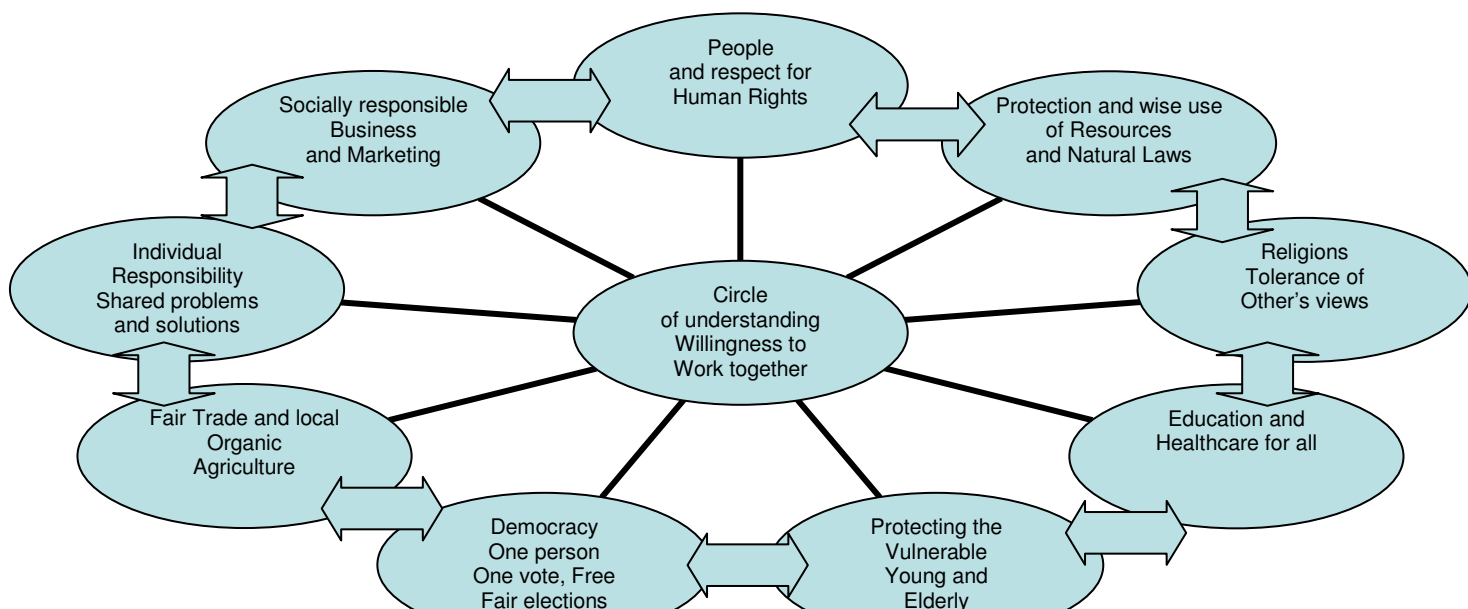 People
and respect for
Human Rights
Socially responsible
Business
and Marketing
Protection and wise use
of Resources
and Natural Laws
Individual
Responsibility
Shared problems
and solutions
Religions
Tolerance of
Other's views
Circle
of understanding
Willingness to
Work together
Fair Trade and local
Organic
Agriculture
Education and
Healthcare for all
Democracy
One person
One vote, Free
Fair elections
Protecting the
Vulnerable
Young and
Elderly